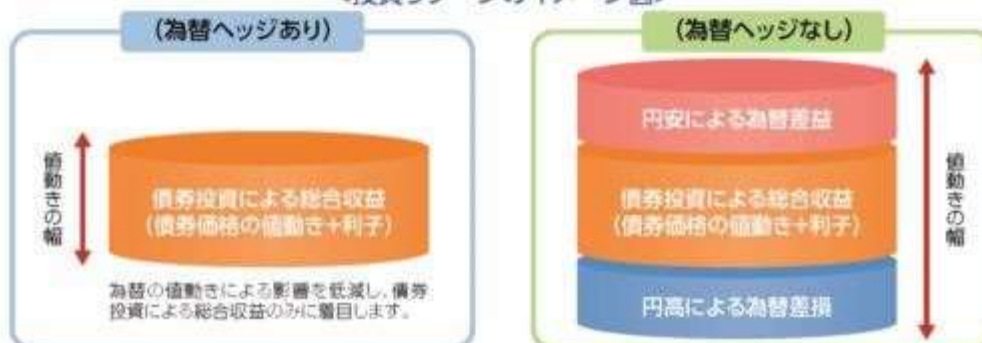 (為替ヘッジあり)
値動きの幅
債券投資による総合収益
(債券価格の値動き+利子)
為替の値動きによる影響を低減し、債券
投資による総合収益のみに着目します。
(為替ヘッジなし)
円安による為替差益
債券投資による総合収益
(債券価格の値動き+利子)
円高による為替差損
値動きの幅